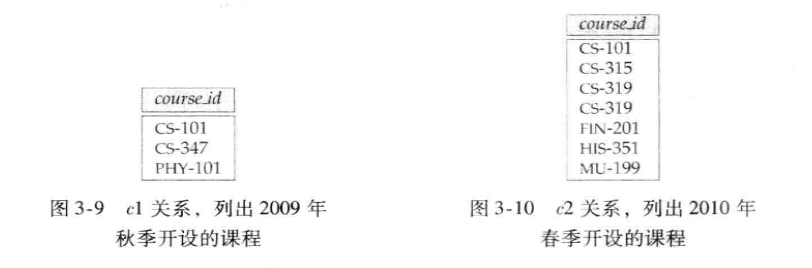 course_id
CS-101
CS-347
PHY-101
图 3-9 c1 关系，列出 2009 年
秋季开设的课程
course_id
CS-101
CS-315
CS-319
CS-319
FIN-201
HIS-351
MU-199
图 3-10 c2 关系，列出 2010 年
春季开设的课程